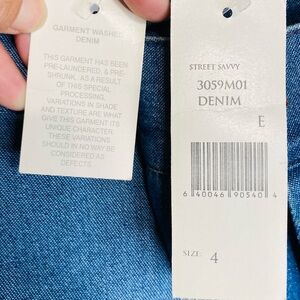 GARMENT WASHED
DENIM
THIS GARMENT HAS BEEN
PRE-LAUNDERED, & PRE-
SHRUNK. AS A RESULT
OF THIS SPECIAL
PROCESSING,
VARIATIONS IN SHADE
AND TEXTURE ARE WHAT
GIVE THIS GARMENT ITS
UNIQUE CHARACTER.
THESE VARIATIONS
SHOULD IN NO WAY BE
CONSIDERED AS
DEFECTS.
STREET SAVVY
3059M01
DENIM
E
6 40046 90540 4
SIZE: 4